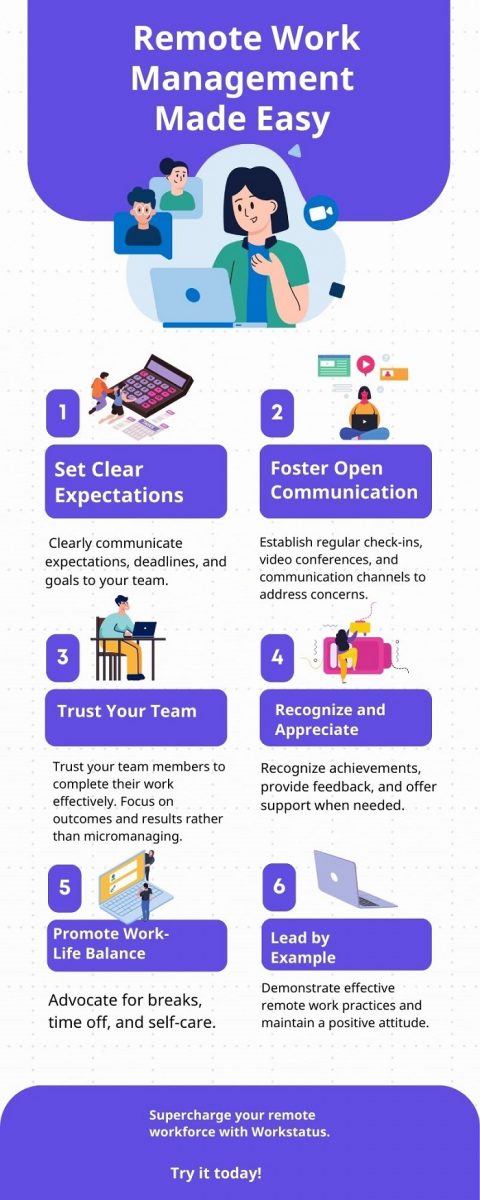 Remote Work
Management
Made Easy
1
Set Clear
Expectations
Clearly communicate
expectations, deadlines, and
goals to your team.
2
Foster Open
Communication
Establish regular check-ins,
video conferences, and
communication channels to
address concerns.
3
Trust Your Team
Trust your team members to
complete their work
effectively. Focus on
outcomes and results rather
than micromanaging.
4
Recognize and
Appreciate
Recognize achievements,
provide feedback, and offer
support when needed.
5
Promote Work-
Life Balance
Advocate for breaks,
time off, and self-care.
6
Lead by
Example
Demonstrate effective
remote work practices and
maintain a positive attitude.
Supercharge your remote
workforce with Workstatus.
Try it today!